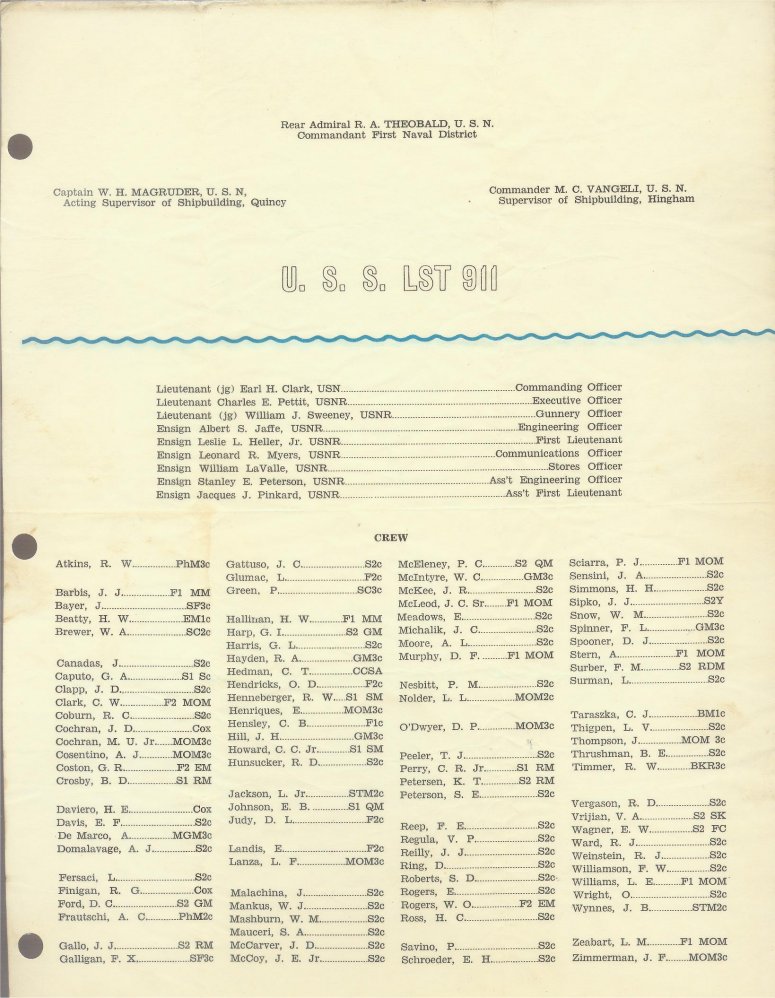 Rear Admiral R. A. THEOBALD, U. S. N.
Commandant First Naval District
Captain W. H. MAGRUDER, U. S. N,
Acting Supervisor of Shipbuilding, Quincy
Commander M. C. VANGELI, U. S. N.
Supervisor of Shipbuilding, Hingham
U. S. S. LST 911
Lieutenant (jg) Earl H. Clark, USN....Commanding Officer
Lieutenant Charles E. Pettit, USNR....Executive Officer
Lieutenant (jg) William J. Sweeney, USNR....Gunnery Officer
Ensign Albert S. Jaffe, USNR....Engineering Officer
Ensign Leslie L. Heller, Jr. USNR....First Lieutenant
Ensign Leonard R. Myers, USNR....Communications Officer
Ensign William LaValle, USNR....Stores Officer
Ensign Stanley E. Peterson, USNR....Ass't Engineering Officer
Ensign Jacques J. Pinkard, USNR....Ass't First Lieutenant
CREW
Atkins, R. W....PhM3c
Barbis, J. J....F1 MM
Bayer, J....SF3c
Beatty, H. W....EM1c
Brewer, W. A....SC2c
Canadas, J....S2c
Caputo, G. A....S1 Sc
Clapp, J. D....S2c
Clark, C. W....F2 MOM
Coburn, R. C....S2c
Cochran, J. D....Cox
Cochran, M. U. Jr....MOM3c
Cosentino, A. J....MOM3c
Coston, G. R....F2 EM
Crosby, B. D....S1 RM
Daviero, H. E....Cox
Davis, E. F....S2c
De Marco, A....MGM3c
Domalavage, A. J....S2c
Fersaci, L....S2c
Finigan, R. G....Cox
Ford, D. C....S2 GM
Frautschi, A. C....PhM2c
Gallo, J. J....S2 RM
Galligan, F. X....SF3c
Gattuso, J. C....S2c
Glumac, L....F2c
Green, P....SC3c
Hallinan, H. W....F1 MM
Harp, G. I....S2 GM
Harris, G. L....S2c
Hayden, R. A....GM3c
Hedman, C. T....CCSA
Hendricks, O. D....F2c
Henneberger, R. W....S1 SM
Henriques, E....MOM3c
Hensley, C. B....F1c
Hill, J. H....GM3c
Howard, C. C. Jr....S1 SM
Hunsucker, R. D....S2c
Jackson, L. Jr....STM2c
Johnson, E. B. ....S1 QM
Judy, D. L....F2c
Landis, E....F2c
Lanza, L. F....MOM3c
Malachina, J....S2c
Mankus, W. J....S2c
Mashburn, W. M....S2c
Mauceri, S. A....S2c
McCarver, J. D....S2c
McCoy, J. E. Jr....S2c
McEleney, P. C....S2 QM
McIntyre, W. C....GM3c
McKee, J. R....S2c
McLeod, J. C. Sr....F1 MOM
Meadows, E....S2c
Michalik, J. C....S2c
Moore, A. L....S2c
Murphy, D. F. ....F1 MOM
Nesbitt, P. M....S2c
Nolder, L. L....MOM2c
O'Dwyer, D. P....MOM3c
Peeler, T. J....S2c
Perry, C. R. Jr....S1 RM
Petersen, K. T....S2 RM
Peterson, S. E....S2c
Reep, F. E....S2c
Regula, V. P....S2c
Reilly, J. J....S2c
Ring, D....S2c
Roberts, S. D....S2c
Rogers, E....S2c
Rogers, W. O....F2 EM
Ross, H. C....S2c
Savino, P....S2c
Schroeder, E. H....S2c
Sciarra, P. J....F1 MOM
Sensini, J. A....S2c
Simmons, H. H....S2c
Sipko, J. J....S2Y
Snow, W. M....S2c
Spinner, F. L....GM3c
Spooner, D. J....S2c
Stern, A....F1 MOM
Surber, F. M....S2 RDM
Surman, L....S2c
Taraszka, C. J....BM1c
Thigpen, L. V....S2c
Thompson, J....MOM 3c
Thrushman, B. E....S2c
Timmer, R. W....BKR3c
Vergason, R. D....S2c
Vrijian, V. A....S2 SK
Wagner, E. W....S2 FC
Ward, R. J....S2c
Weinstein, R. J....S2c
Williamson, F. W....S2c
Williams, L. E....F1 MOM
Wright, O....S2c
Wynnes, J. B....STM2c
Zeabart, L. M....F1 MOM
Zimmerman, J. F....MOM3c